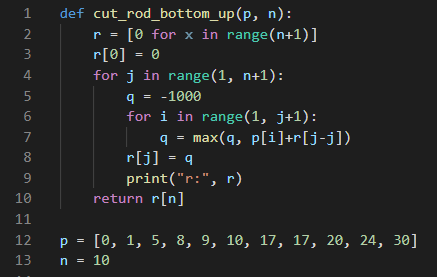 1 def cut_rod_bottom_up(p, n):
2     r = [0 for x in range(n+1)]
3     r[0] = 0
4     for j in range(1, n+1):
5         q = -1000
6         for i in range(1, j+1):
7             q = max(q, p[i]+r[j-j])
8         r[j] = q
9         print("r:", r)
10     return r[n]
11
12 p = [0, 1, 5, 8, 9, 10, 17, 17, 20, 24, 30]
13 n = 10